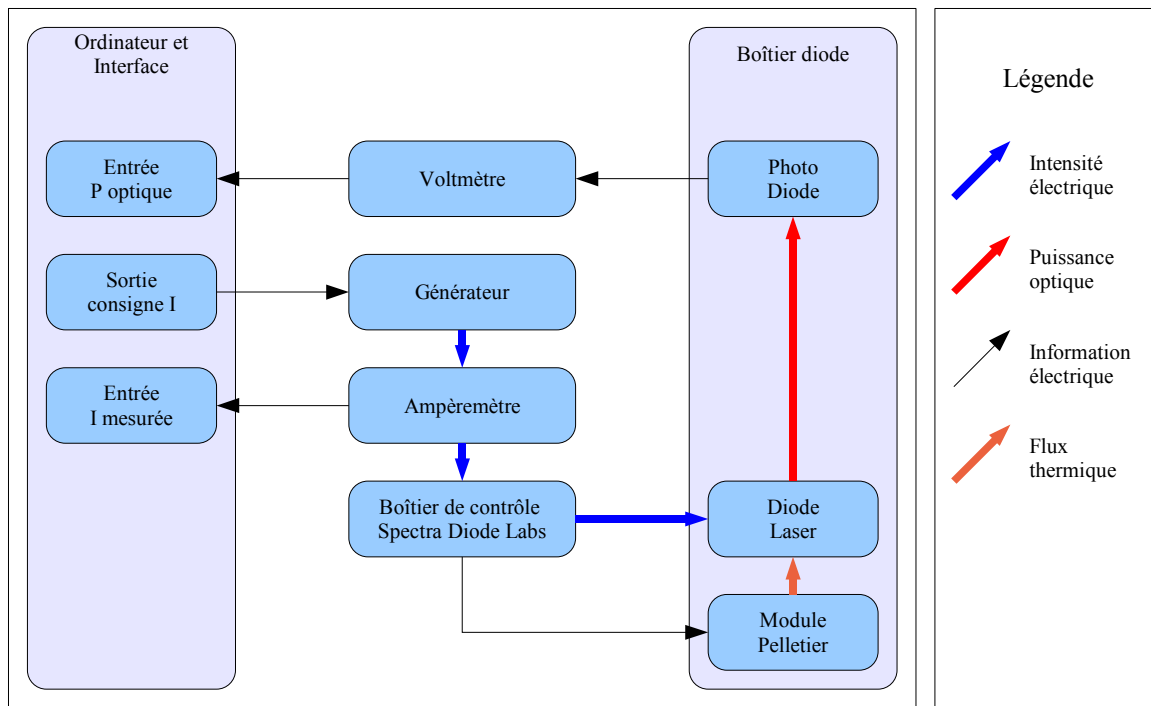 Ordinateur et
Interface
Boîtier diode
Légende
Entrée
P optique
Voltmètre
Photo
Diode
Intensité
électrique
Sortie
consigne I
Générateur
Puissance
optique
Entrée
I mesurée
Ampèremètre
Information
électrique
Boîtier de contrôle
Spectra Diode Labs
Diode
Laser
Flux
thermique
Module
Pelletier